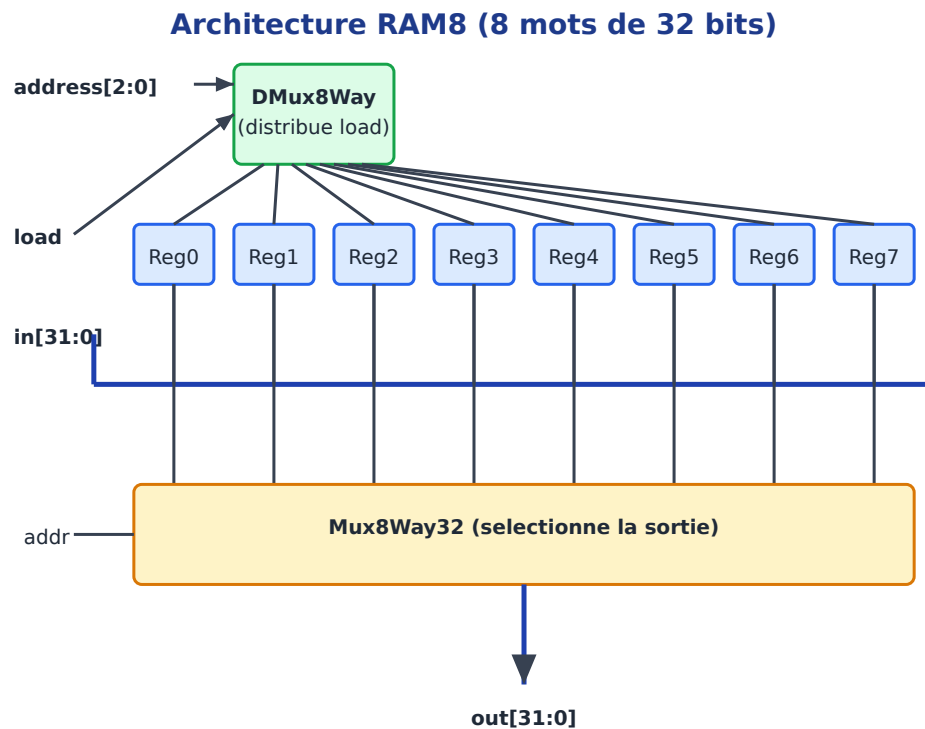 Architecture RAM8 (8 mots de 32 bits)
address[2:0]
DMux8Way
(distribue load)
load
Reg0 Reg1 Reg2 Reg3 Reg4 Reg5 Reg6 Reg7
in[31:0]
Mux8Way32 (selectionne la sortie)
addr
out[31:0]